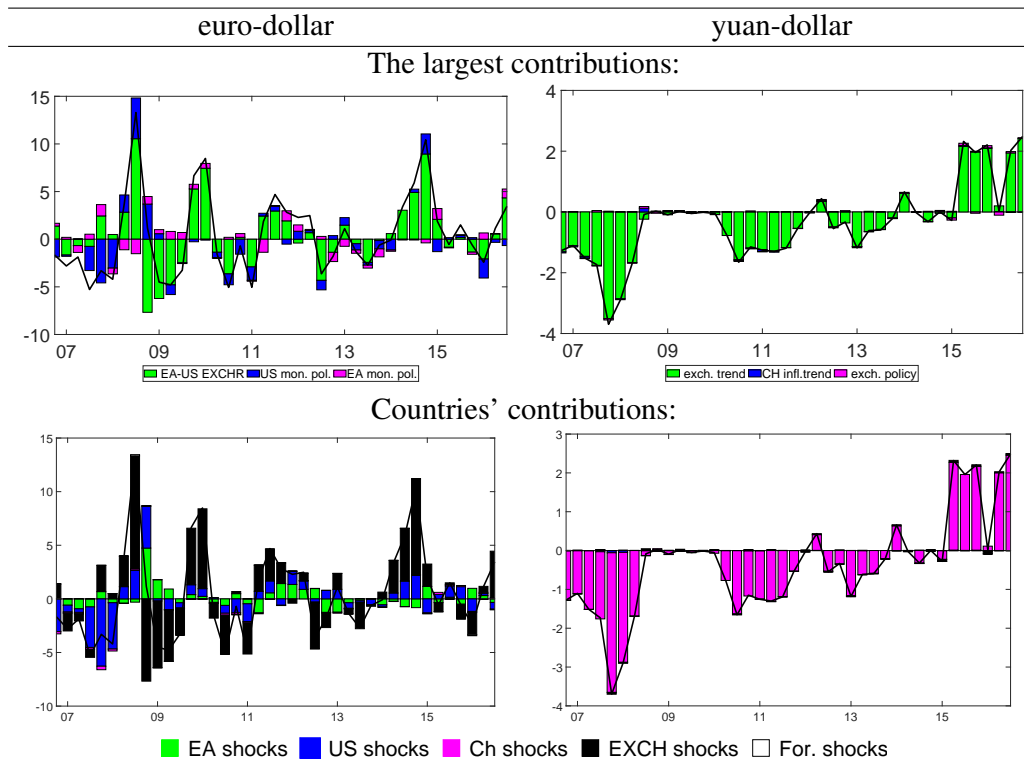 euro-dollar yuan-dollar
The largest contributions:
15
10
5
0
-5
-10
07 09 11 13 15
EA-US EXCHR US mon. pol. EA mon. pol.
4
2
0
-2
-4
07 09 11 13 15
exch. trend CH infl.trend exch. policy
Countries' contributions:
15
10
5
0
-5
-10
07 09 11 13 15
3
2
1
0
-1
-2
-3
-4
07 09 11 13 15
EA shocks US shocks Ch shocks EXCH shocks For. shocks